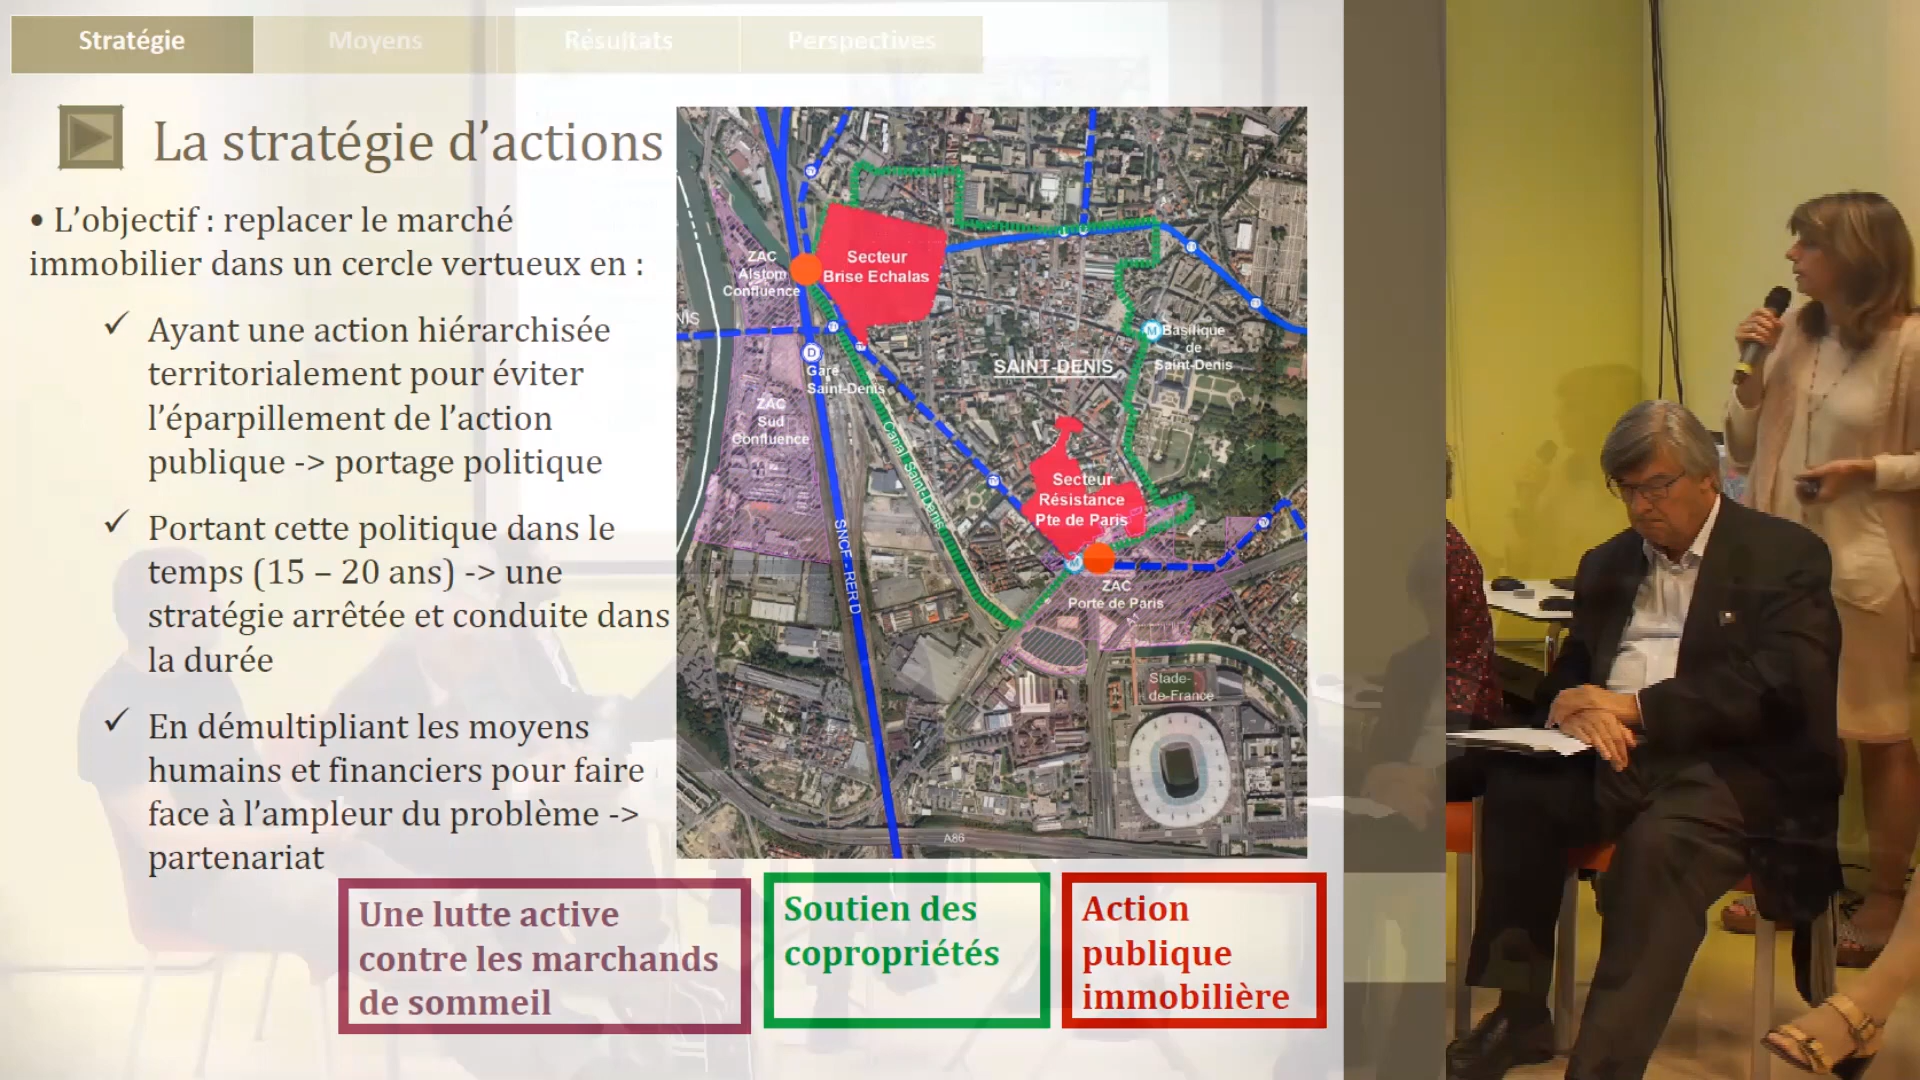 Stratégie
Moyens
Résultats
Perspectives
La stratégie d’actions
• L’objectif : replacer le marché
immobilier dans un cercle vertueux en :
✓ Ayant une action hiérarchisée
territorialement pour éviter
l’éparpillement de l’action
publique -> portage politique
✓ Portant cette politique dans le
temps (15 – 20 ans) -> une
stratégie arrêtée et conduite dans
la durée
✓ En démultipliant les moyens
humains et financiers pour faire
face à l’ampleur du problème ->
partenariat
ZAC
Alstom
Confluence
Secteur
Brise Echalas
NIS
D
Gare
Saint-Denis
ZAC
Sud
Confluence
Canal Saint-Denis
SNCF - RER D
SAINT-DENIS
M
Basilique
de
Saint-Denis
Secteur
Résistance
Pte de Paris
M
ZAC
Porte de Paris
Stade-
de-France
A86
Une lutte active
contre les marchands
de sommeil
Soutien des
copropriétés
Action
publique
immobilière